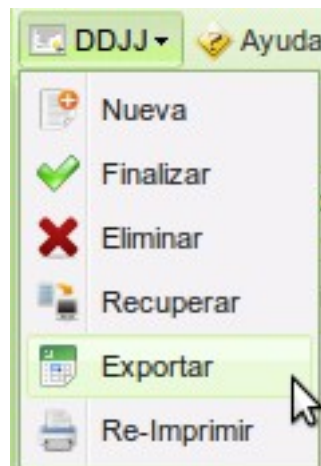 DDJJ Ayuda
Nueva
Finalizar
Eliminar
Recuperar
Exportar
Re-Imprimir